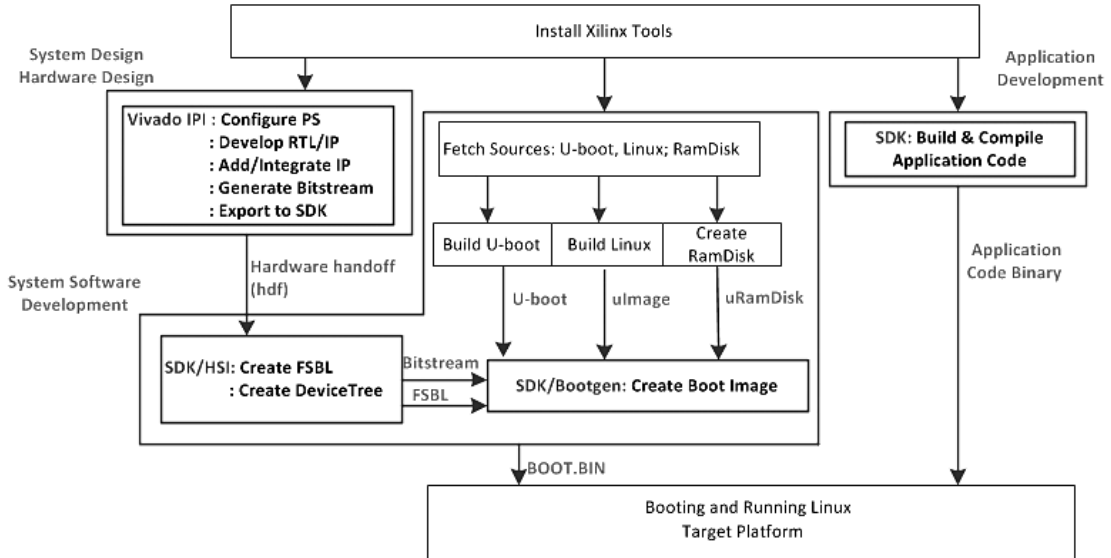 Install Xilinx Tools
System Design
Hardware Design
Application
Development
Vivado IPI : Configure PS
: Develop RTL/IP
: Add/Integrate IP
: Generate Bitstream
: Export to SDK
Fetch Sources: U-boot, Linux; RamDisk
SDK: Build & Compile
Application Code
Build U-boot
Build Linux
Create
RamDisk
Hardware handoff
(hdf)
Application
Code Binary
System Software
Development
U-boot
uImage
uRamDisk
SDK/HSI: Create FSBL
: Create DeviceTree
Bitstream
FSBL
SDK/Bootgen: Create Boot Image
BOOT.BIN
Booting and Running Linux
Target Platform